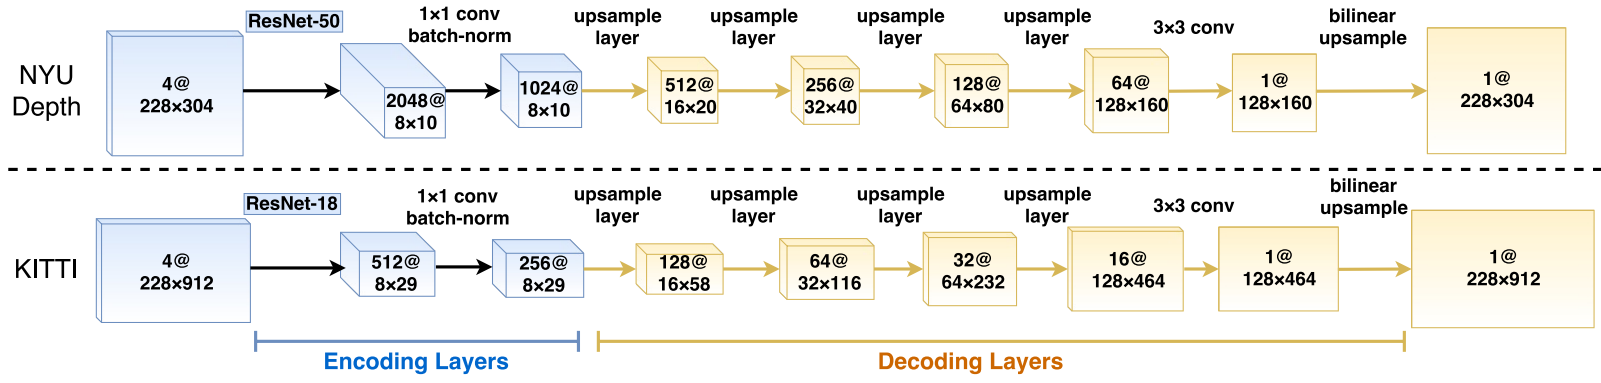 NYU
Depth
4@
228×304
ResNet-50
2048@
8×10
1×1 conv
batch-norm
1024@
8×10
upsample
layer
512@
16×20
upsample
layer
256@
32×40
upsample
layer
128@
64×80
upsample
layer
64@
128×160
3×3 conv
1@
128×160
bilinear
upsample
1@
228×304
KITTI
4@
228×912
ResNet-18
512@
8×29
1×1 conv
batch-norm
256@
8×29
upsample
layer
128@
16×58
upsample
layer
64@
32×116
upsample
layer
32@
64×232
upsample
layer
16@
128×464
3×3 conv
1@
128×464
bilinear
upsample
1@
228×912
Encoding Layers
Decoding Layers